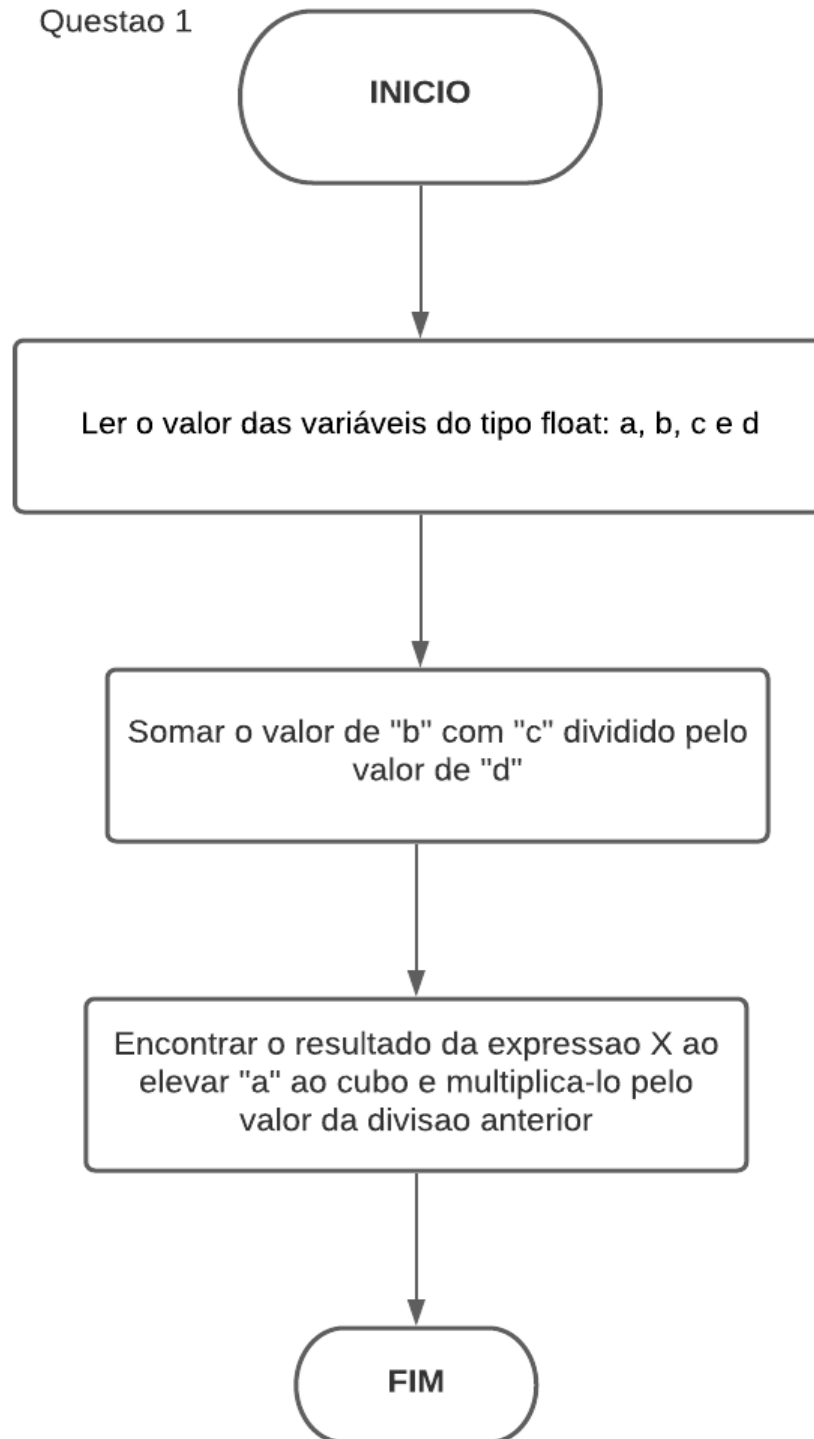 Questao 1
INICIO
Ler o valor das variáveis do tipo float: a, b, c e d
Somar o valor de "b" com "c" dividido pelo
valor de "d"
Encontrar o resultado da expressao X ao
elevar "a" ao cubo e multiplica-lo pelo
valor da divisao anterior
FIM